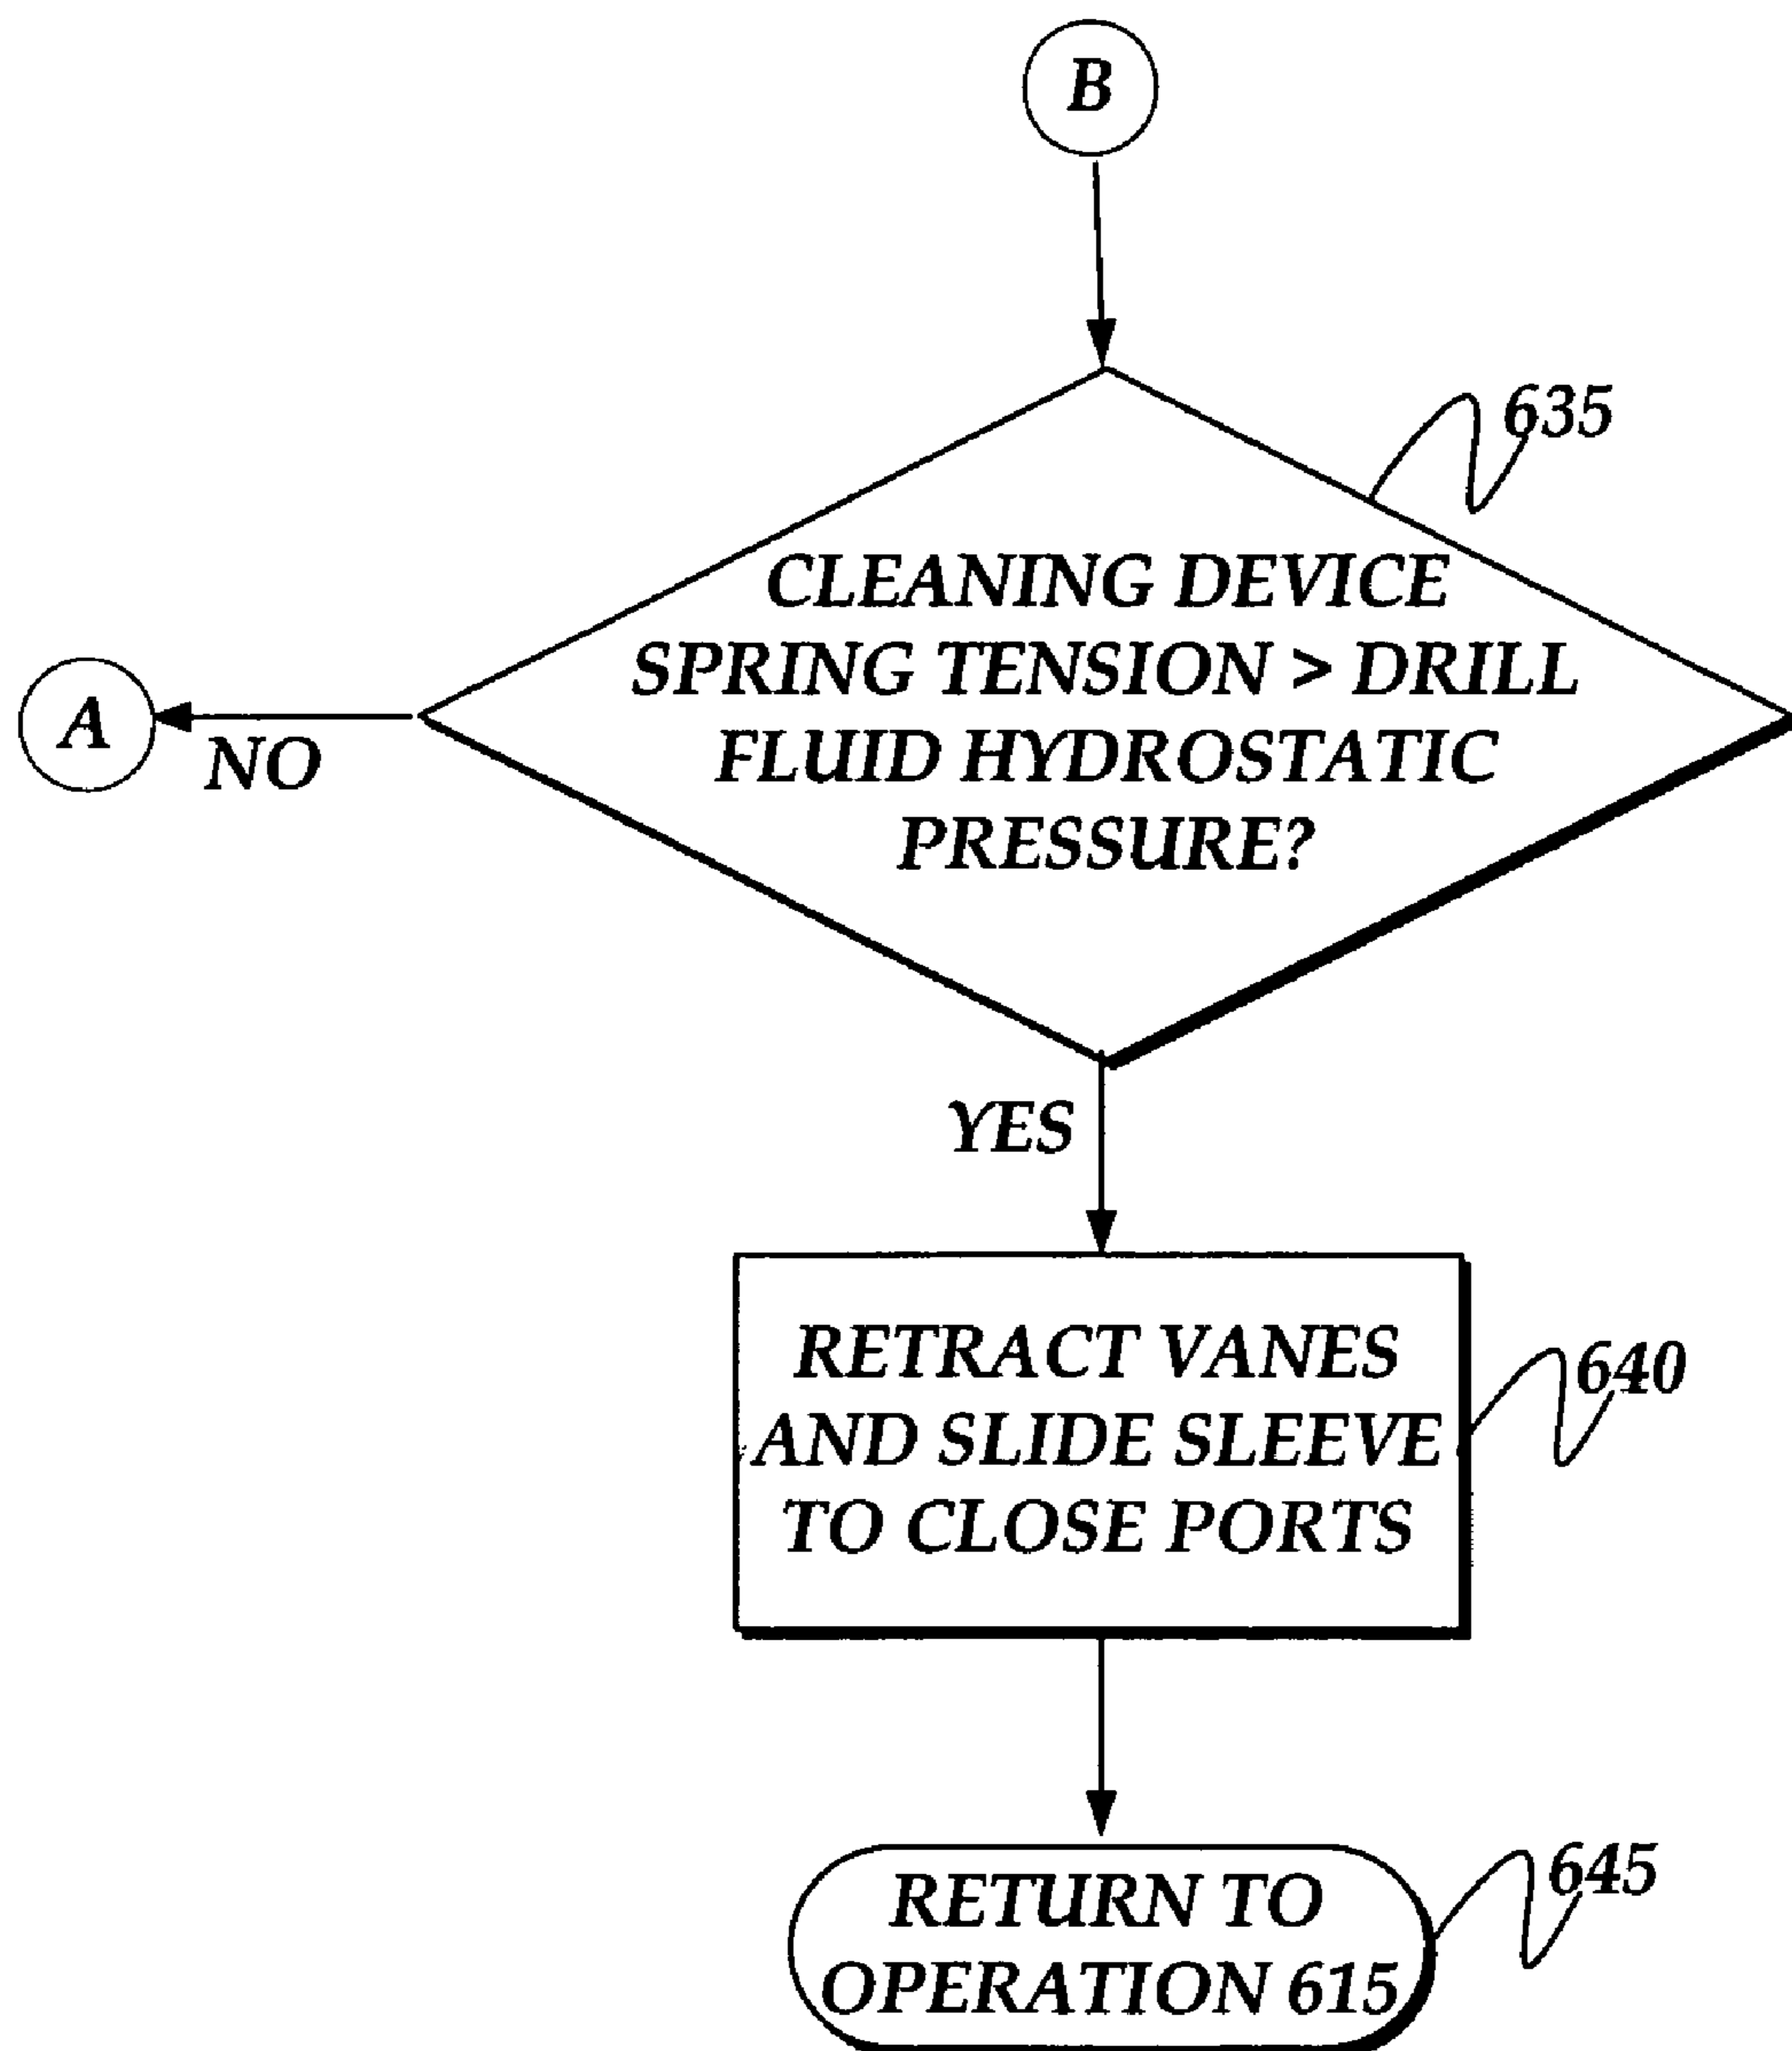 B
635
CLEANING DEVICE
SPRING TENSION > DRILL
FLUID HYDROSTATIC
PRESSURE?
A
NO
YES
RETRACT VANES
AND SLIDE SLEEVE
TO CLOSE PORTS
640
RETURN TO
OPERATION 615
645